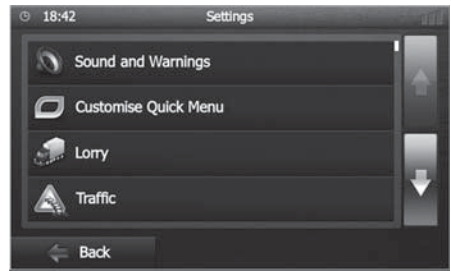 18:42 Settings
Sound and Warnings
Customise Quick Menu
Lorry
Traffic
Back